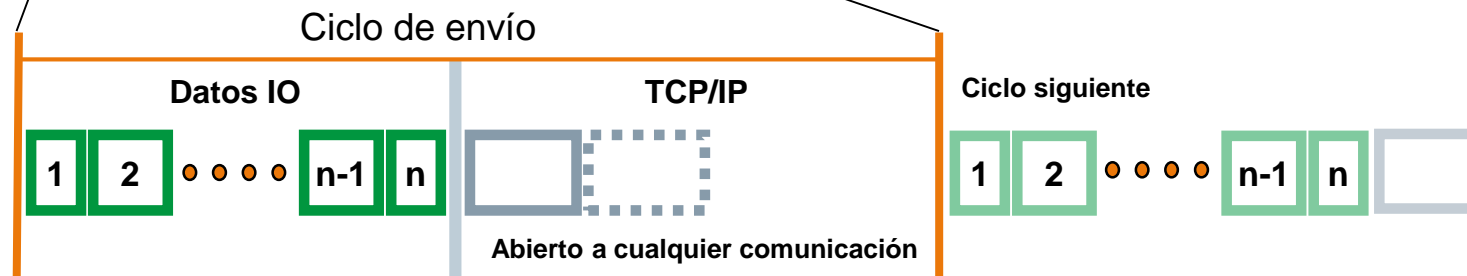 Ciclo de envío
Datos IO
TCP/IP
Ciclo siguiente
1 2 n-1 n
1 2 n-1 n
Abierto a cualquier comunicación